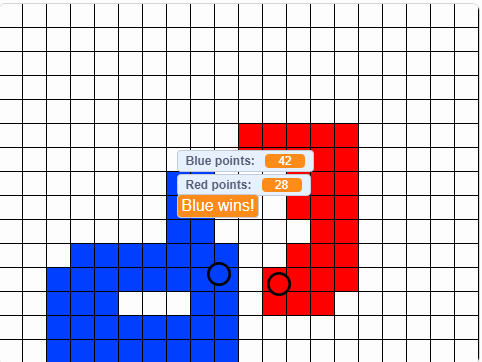 Blue points: 42
Red points: 28
Blue wins!